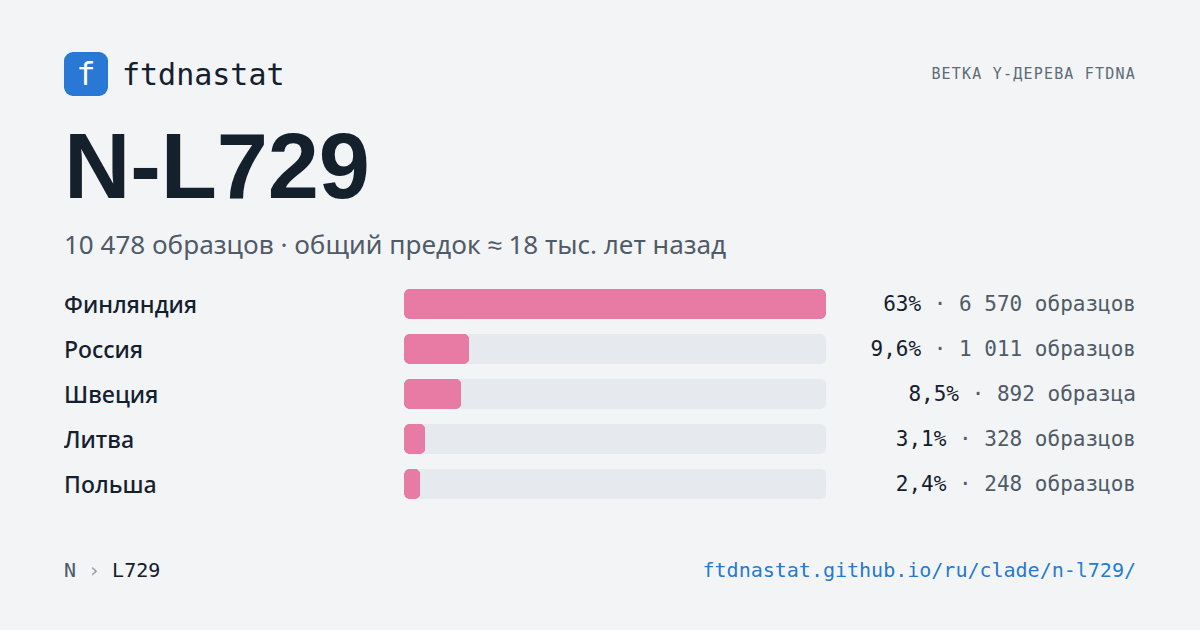 f ftdnastat
ВЕТКА Y-ДЕРЕВА FTDNA
N-L729
10 478 образцов · общий предок ≈ 18 тыс. лет назад
Финляндия 63% · 6 570 образцов
Россия 9,6% · 1 011 образцов
Швеция 8,5% · 892 образца
Литва 3,1% · 328 образцов
Польша 2,4% · 248 образцов
N › L729
ftdnastat.github.io/ru/clade/n-l729/